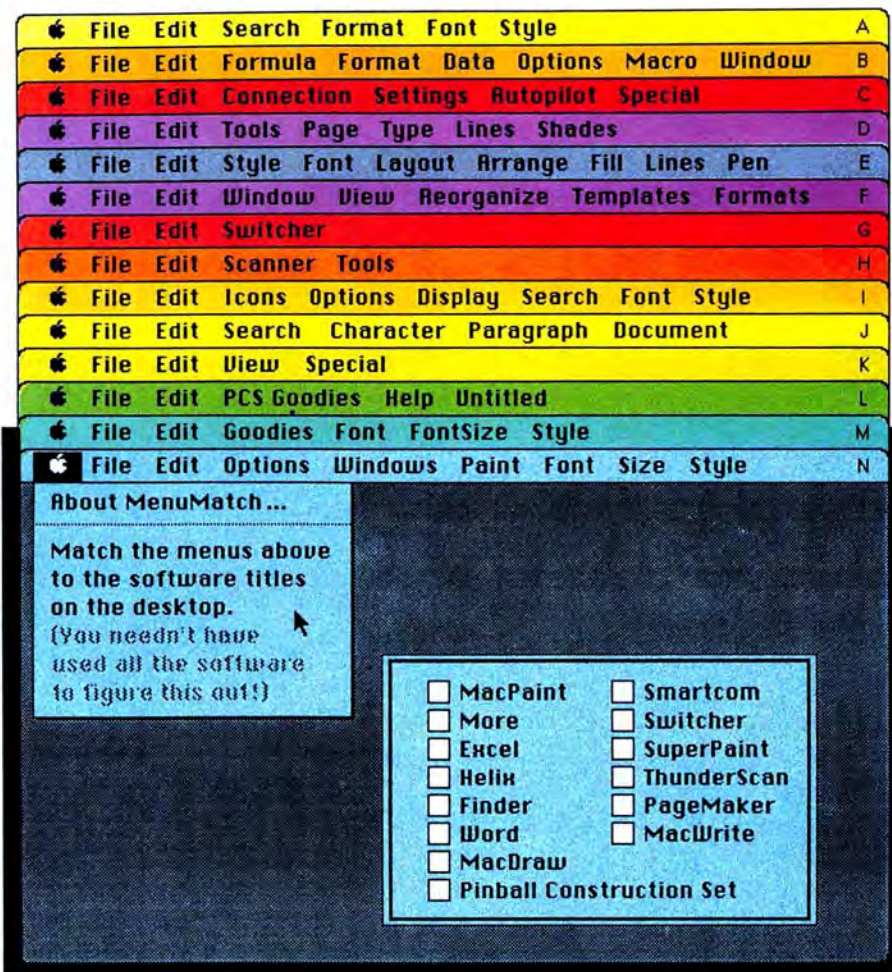 File Edit Search Format Font Style A
File Edit Formula Format Data Options Macro Window B
File Edit Connection Settings Autopilot Special C
File Edit Tools Page Type Lines Shades D
File Edit Style Font Layout Arrange Fill Lines Pen E
File Edit Window View Reorganize Templates Formats F
File Edit Switcher G
File Edit Scanner Tools H
File Edit Icons Options Display Search Font Style I
File Edit Search Character Paragraph Document J
File Edit View Special K
File Edit PCS Goodies Help Untitled L
File Edit Goodies Font FontSize Style M
File Edit Options Windows Paint Font Size Style N
About MenuMatch...
Match the menus above
to the software titles
on the desktop.
(You needn't have
used all the software
to figure this out!)
MacPaint Smartcom
More Switcher
Excel SuperPaint
Helix ThunderScan
Finder PageMaker
Word MacWrite
MacDraw
Pinball Construction Set